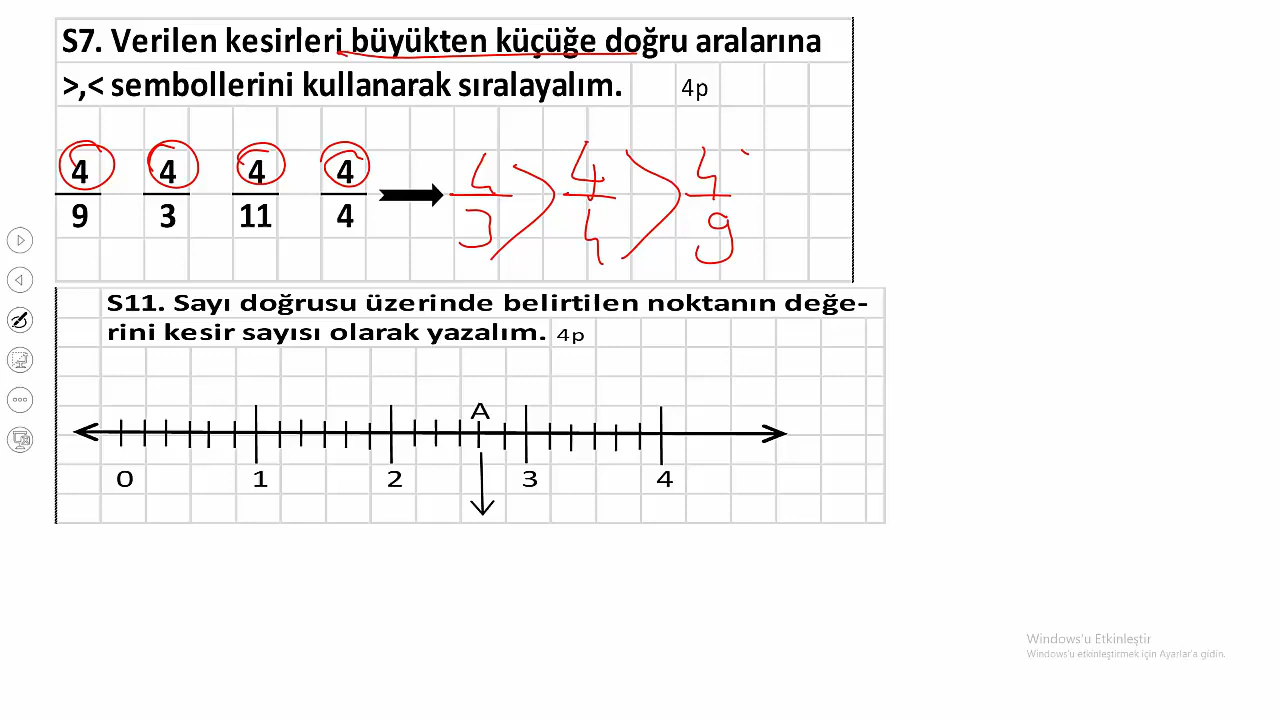 S7. Verilen kesirleri büyükten küçüğe doğru aralarına
>,< sembollerini kullanarak sıralayalım. 4p
4 4 4 4 4 > 4 > 4
9 3 11 4 3 4 9
S11. Sayı doğrusu üzerinde belirtilen noktanın değe-
rini kesir sayısı olarak yazalım. 4p
A
0 1 2 3 4
Windows'u Etkinleştir
Windows'u etkinleştirmek için Ayarlar'a gidin.